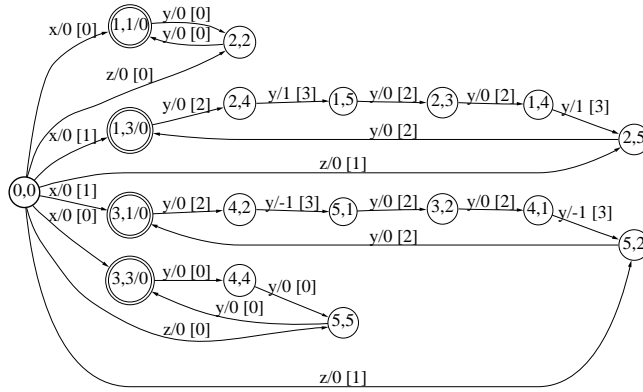 y/0 [0]
1,1/0
x/0 [0]
y/0 [0]
2,2
z/0 [0]
y/0 [2]
2,4
y/1 [3]
1,5
y/0 [2]
2,3
y/0 [2]
1,4
y/1 [3]
x/0 [1]
1,3/0
y/0 [2]
2,5
z/0 [1]
0,0
x/0 [1]
x/0 [0]
3,1/0
y/0 [2]
4,2
y/-1 [3]
5,1
y/0 [2]
3,2
y/0 [2]
4,1
y/-1 [3]
y/0 [2]
5,2
3,3/0
y/0 [0]
4,4
y/0 [0]
y/0 [0]
5,5
z/0 [0]
z/0 [1]